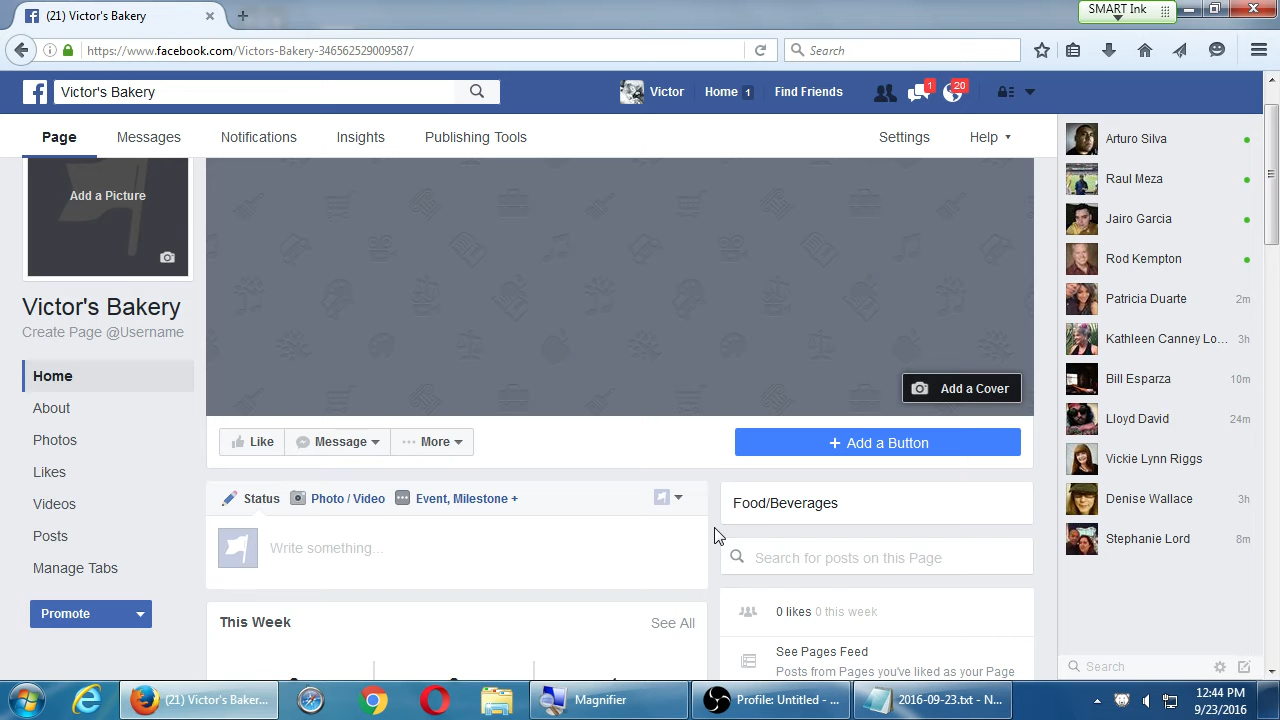 (21) Victor's Bakery
SMART Ink
https://www.facebook.com/Victors-Bakery-346562529009587/
Search
Victor's Bakery
Victor
Home 1
Find Friends
1
20
Page
Messages
Notifications
Insights
Publishing Tools
Settings
Help
Add a Picture
Victor's Bakery
Create Page @Username
Home
About
Photos
Likes
Videos
Posts
Manage Tabs
Promote
Add a Cover
Like
Message
More
+ Add a Button
Status
Photo / Video
Event, Milestone +
Write something...
This Week
See All
Food/Beverages
Search for posts on this Page
0 likes 0 this week
See Pages Feed
Posts from Pages you've liked as your Page
Arturo Silva
Raul Meza
Jairo Garcia
Rod Kempton
Patricia Duarte 2m
Kathleen Canney Lo... 3h
Bill Esparza 10m
Lloyd David 24m
Vickie Lynn Riggs
Denise Wallace 3h
Stephanie Lord 8m
Search
(21) Victor's Baker...
Magnifier
Profile: Untitled - ...
2016-09-23.txt - N...
12:44 PM
9/23/2016